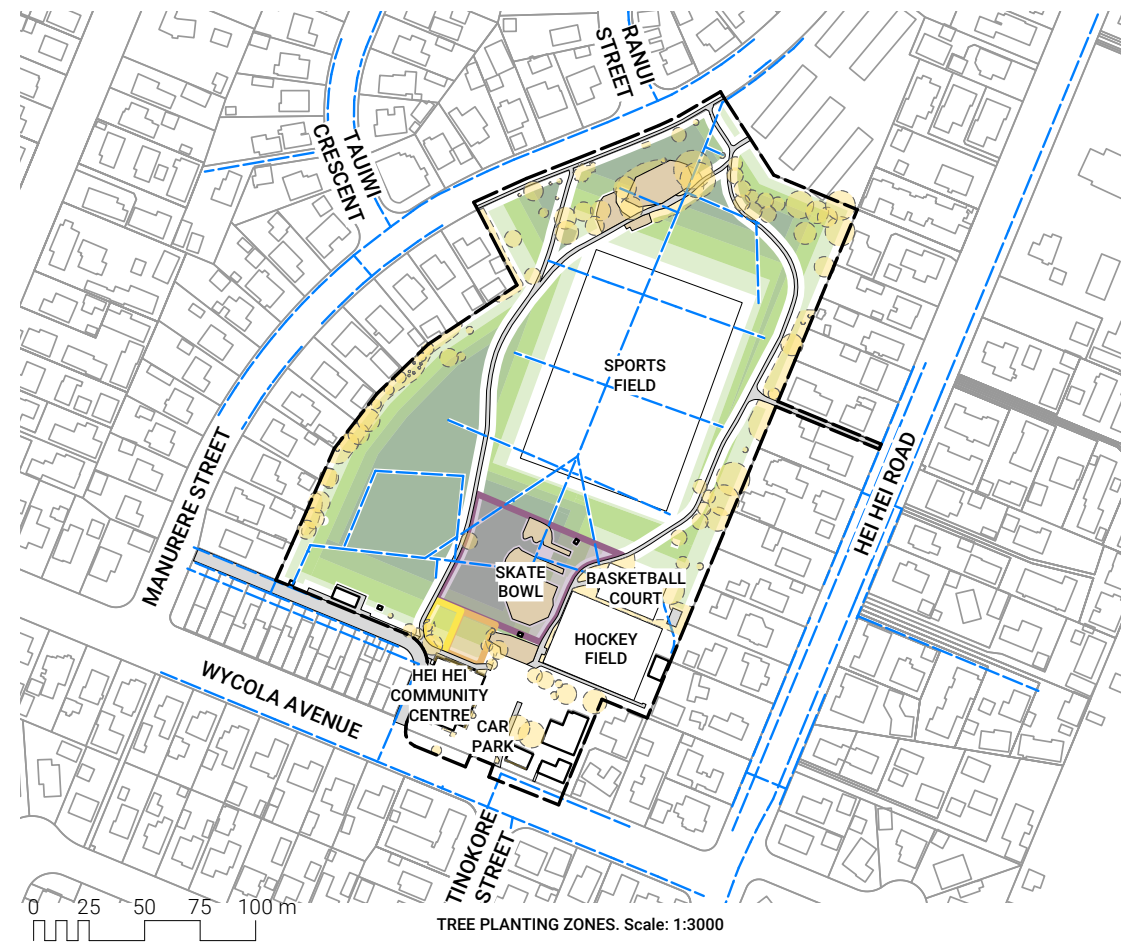 RANUI
STREET
TAUIWI
CRESCENT
SPORTS
FIELD
MANURERE STREET
HEI HEI ROAD
SKATE
BOWL
BASKETBALL
COURT
HOCKEY
FIELD
WYCOLA AVENUE
HEI HEI
COMMUNITY
CENTRE
CAR
PARK
TINOKORE
STREET
0 25 50 75 100 m
TREE PLANTING ZONES. Scale: 1:3000